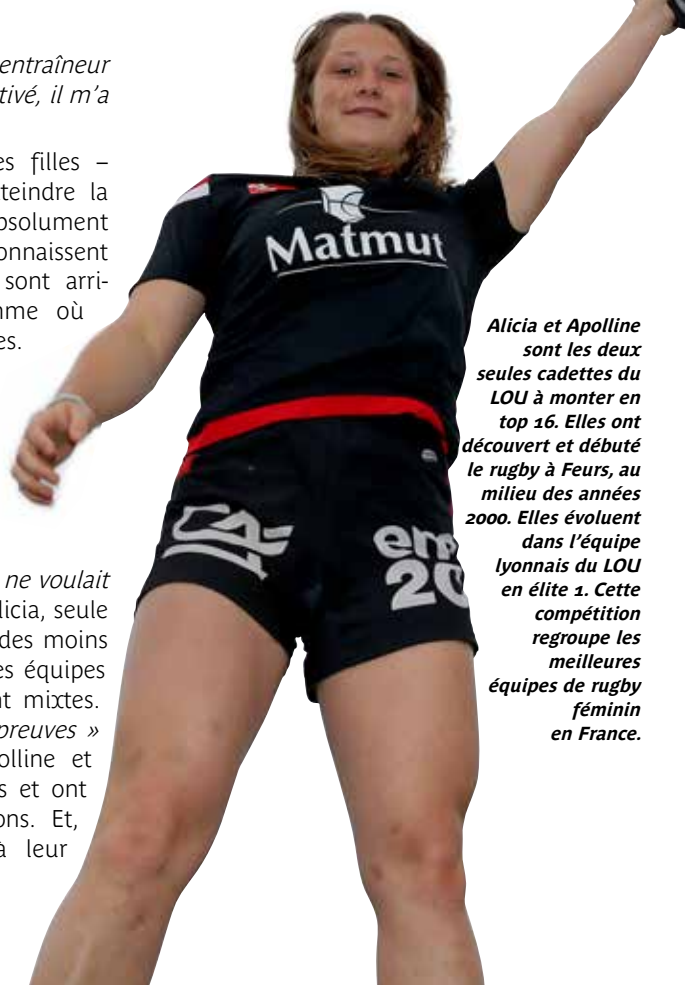 entraîneur
tivé, il m'a
es filles –
teindre la
bsolument
onnaissent
sont arri-
mme où
es.
ne voulait
licia, seule
des moins
es équipes
nt mixtes.
preuves »
olline et
s et ont
ons. Et,
à leur
Matmut
em
20
Alicia et Apolline
sont les deux
seules cadettes du
LOU à monter en
top 16. Elles ont
découvert et débuté
le rugby à Feurs, au
milieu des années
2000. Elles évoluent
dans l'équipe
lyonnais du LOU
en élite 1. Cette
compétition
regroupe les
meilleures
équipes de rugby
féminin
en France.